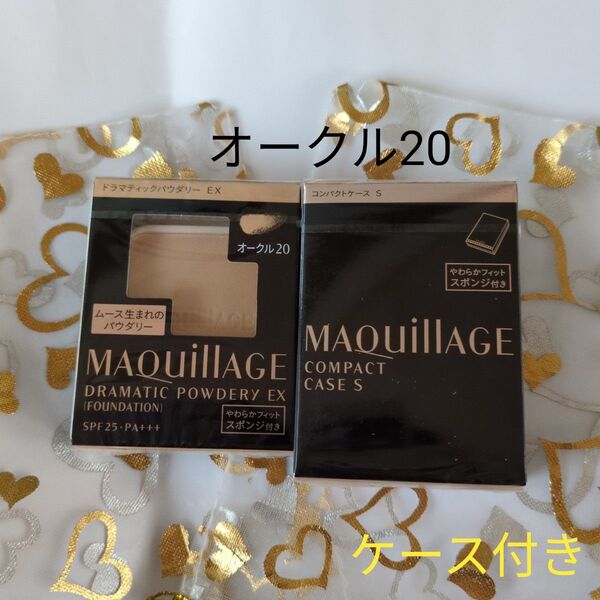 オークル20
ドラマティックパウダリー EX
オークル20
ムース生まれの
パウダリー
MAQuillAGE
DRAMATIC POWDERY EX
(FOUNDATION)
SPF 25・PA+++
やわらかフィット
スポンジ付き
コンパクトケース S
やわらかフィット
スポンジ付き
MAQuillAGE
COMPACT
CASE S
ケース付き